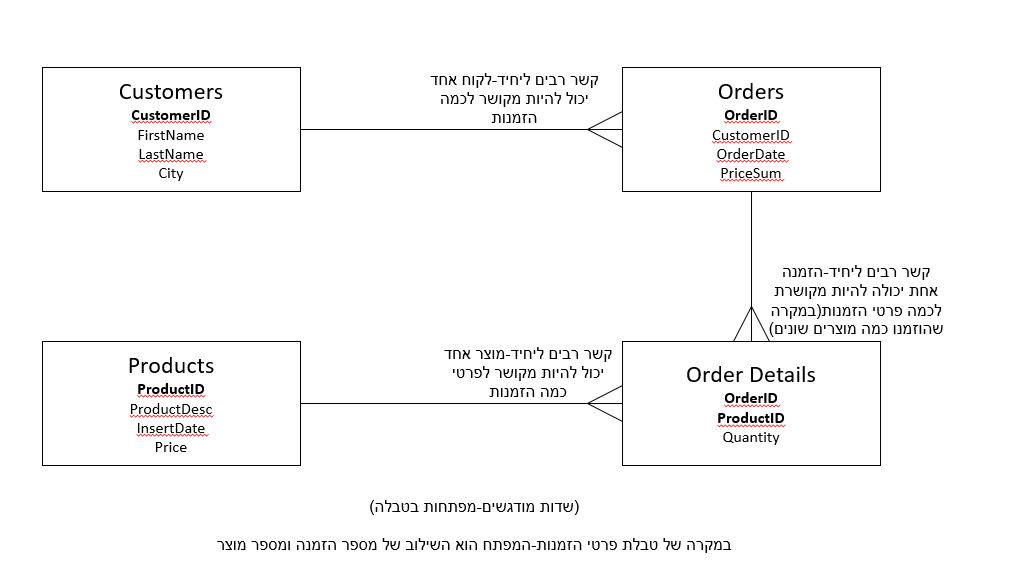 Customers
CustomerID
FirstName
LastName
City
קשר רבים ליחיד-לקוח אחד
יכול להיות מקושר לכמה
הזמנות
Orders
OrderID
CustomerID
OrderDate
PriceSum
קשר רבים ליחיד-הזמנה
אחת יכולה להיות מקושרת
לכמה פרטי הזמנות(במקרה
שהוזמנו כמה מוצרים שונים)
Products
ProductID
ProductDesc
InsertDate
Price
קשר רבים ליחיד-מוצר אחד
יכול להיות מקושר לפרטי
כמה הזמנות
Order Details
OrderID
ProductID
Quantity
(שדות מודגשים-מפתחות בטבלה)
במקרה של טבלת פרטי הזמנות-המפתח הוא השילוב של מספר הזמנה ומספר מוצר